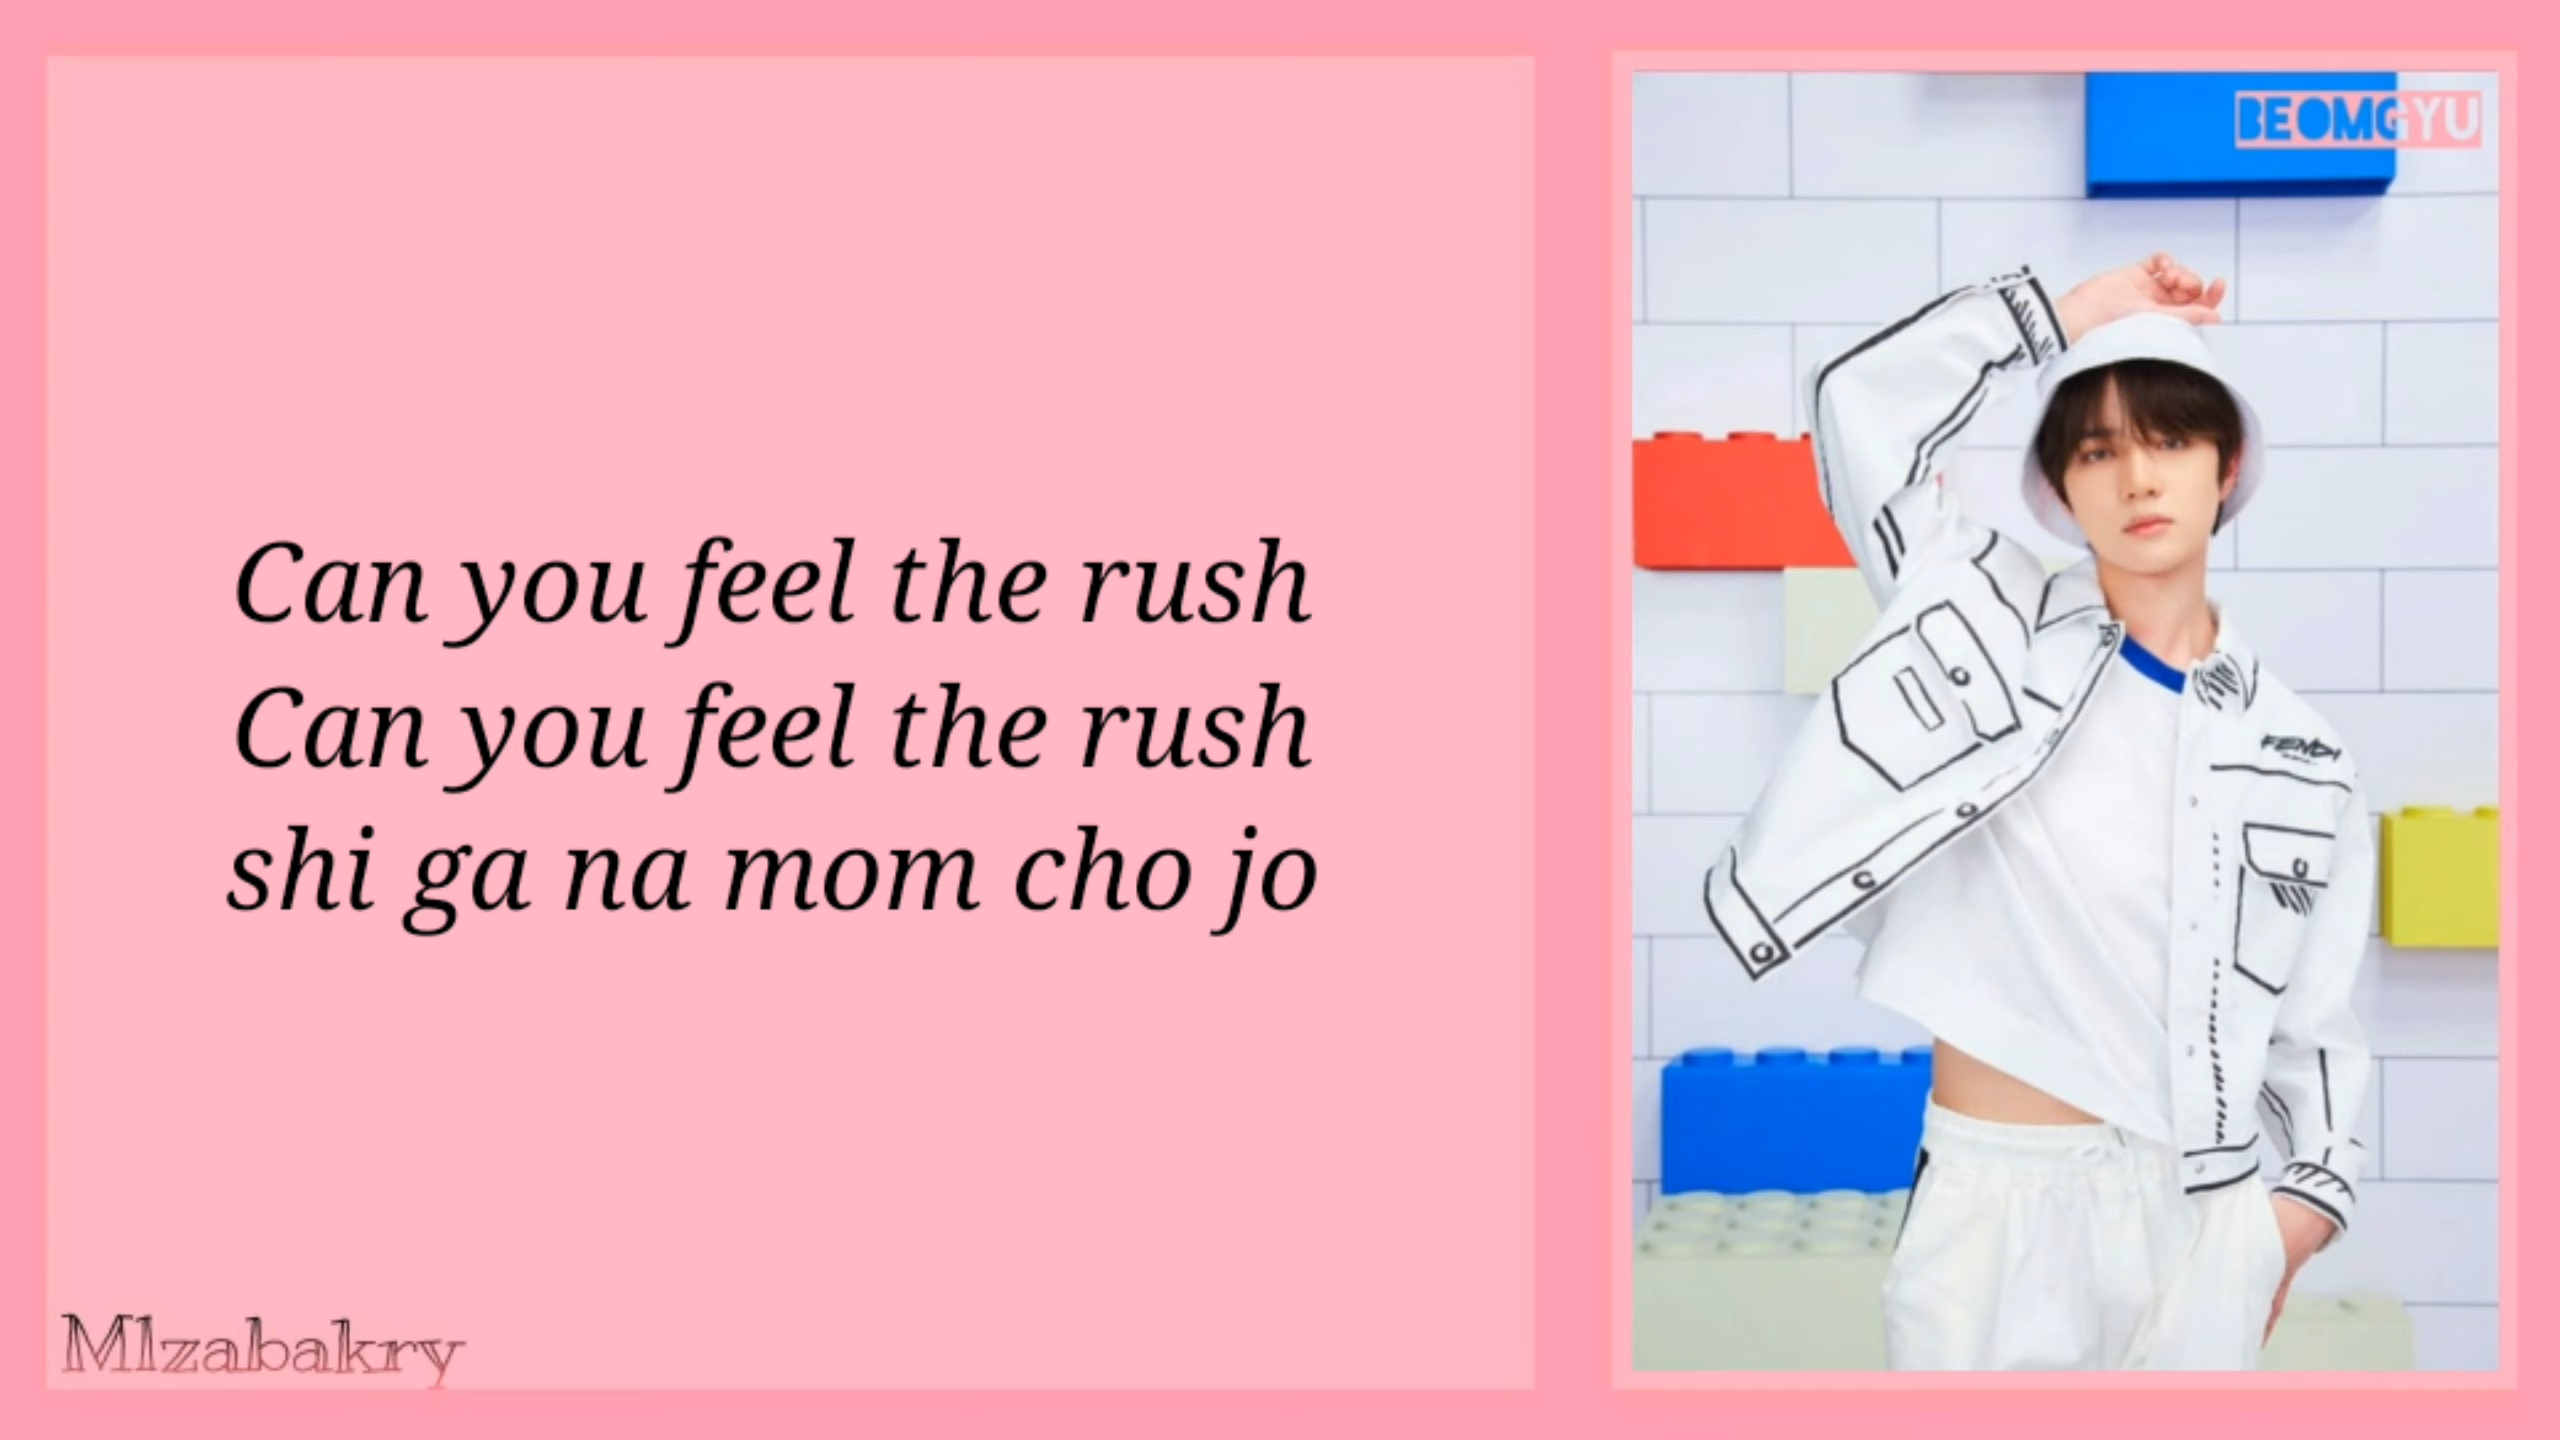 Can you feel the rush
Can you feel the rush
shi ga na mom cho jo
Mlzabakry
BEOMGYU
FENDI